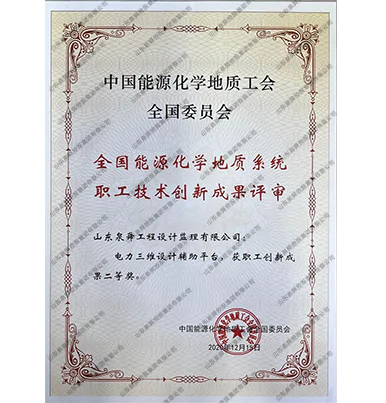 中国能源化学地质工会
全国委员会
全国能源化学地质系统
职工技术创新成果评审
山东泉舜工程设计监理有限公司：
电力三维设计辅助平台，获职工创新成
果二等奖。
中国能源化学地质工会全国委员会
2020年12月15日